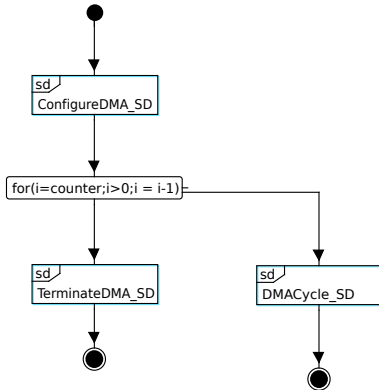 sd
ConfigureDMA_SD
for(i=counter;i>0;i = i-1)
sd
TerminateDMA_SD
sd
DMACycle_SD